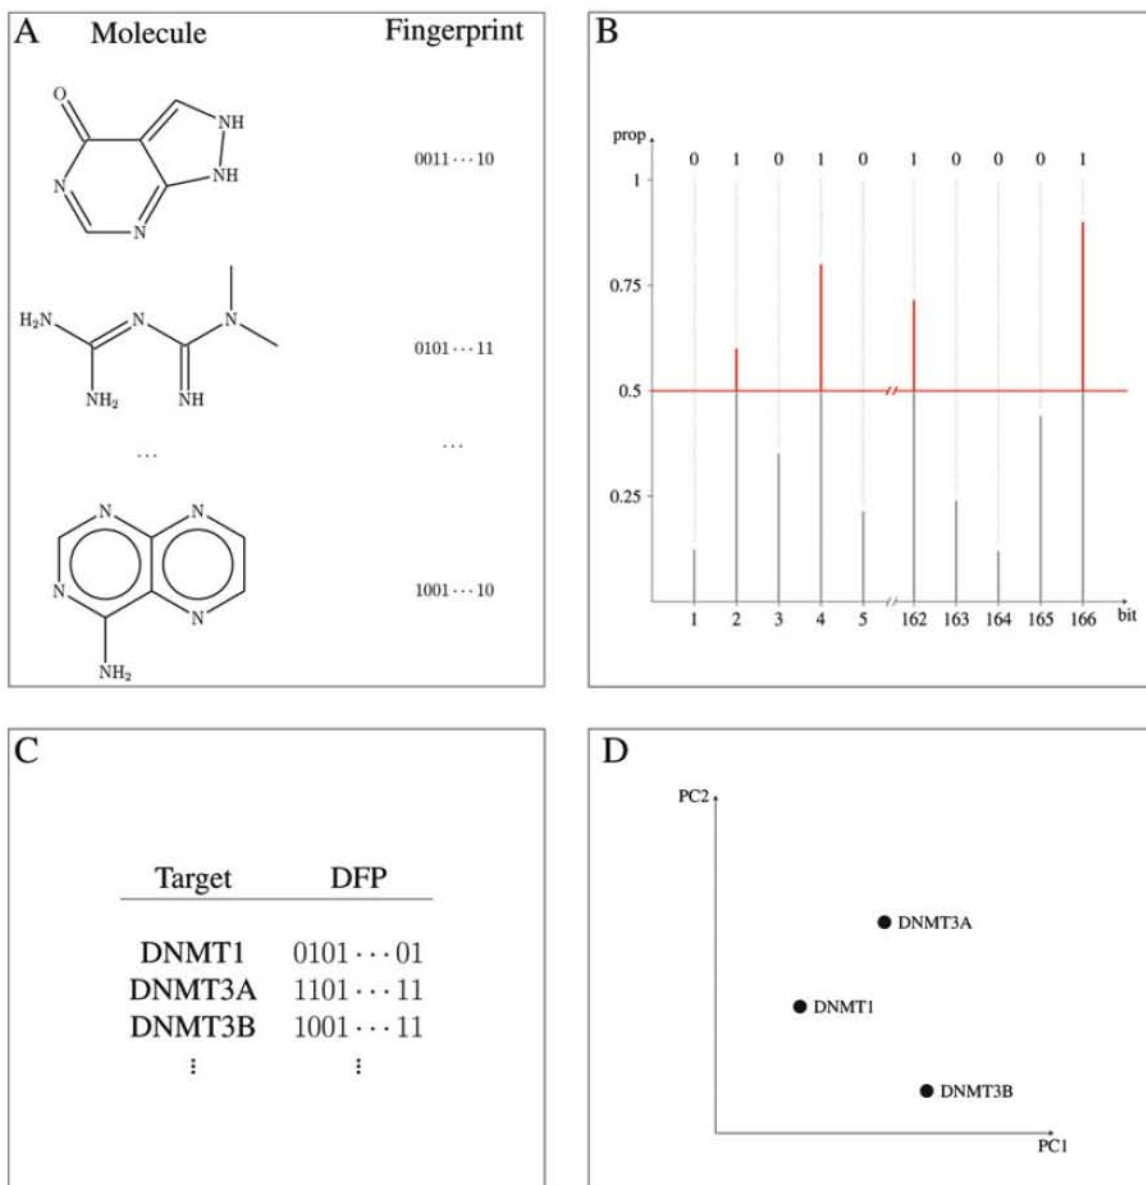 A Molecule Fingerprint
O
NH
NH
N
N
0011 ··· 10
H₂N
N
N
NH₂
NH
0101 ··· 11
... ...
N N
N
N
NH₂
1001 ··· 10
B
prop
0 1 0 1 0 1 0 0 0 1
1
0.75
0.5
0.25
1 2 3 4 5 162 163 164 165 166
bit
C
Target DFP
DNMT1 0101 ··· 01
DNMT3A 1101 ··· 11
DNMT3B 1001 ··· 11
⋮ ⋮
D
PC2
DNMT3A
DNMT1
DNMT3B
PC1